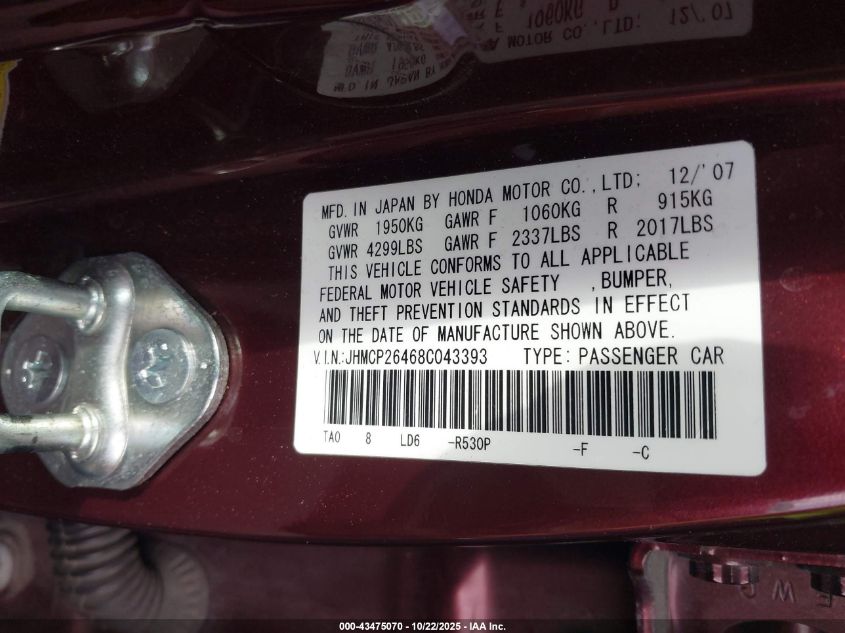 MFD. IN JAPAN BY HONDA MOTOR CO.,LTD; 12/'07
GVWR 1950KG GAWR F 1060KG R 915KG
GVWR 4299LBS GAWR F 2337LBS R 2017LBS
THIS VEHICLE CONFORMS TO ALL APPLICABLE
FEDERAL MOTOR VEHICLE SAFETY , BUMPER,
AND THEFT PREVENTION STANDARDS IN EFFECT
ON THE DATE OF MANUFACTURE SHOWN ABOVE.
V.I.N.:JHMCP26468C043393 TYPE: PASSENGER CAR
TA0 8 LD6 -R530P -F -C
000-43475070 - 10/22/2025 - IAA Inc.